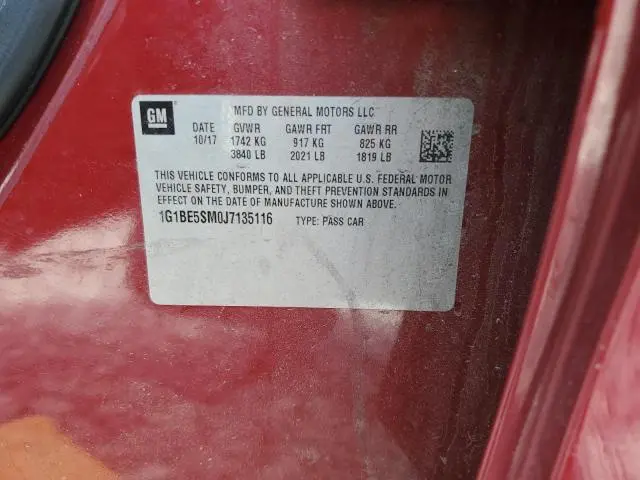 GM
MFD BY GENERAL MOTORS LLC
DATE GVWR GAWR FRT GAWR RR
10/17 1742 KG 917 KG 825 KG
3840 LB 2021 LB 1819 LB
THIS VEHICLE CONFORMS TO ALL APPLICABLE U.S. FEDERAL MOTOR
VEHICLE SAFETY, BUMPER, AND THEFT PREVENTION STANDARDS IN
EFFECT ON THE DATE OF MANUFACTURE SHOWN ABOVE.
1G1BE5SM0J7135116 TYPE: PASS CAR